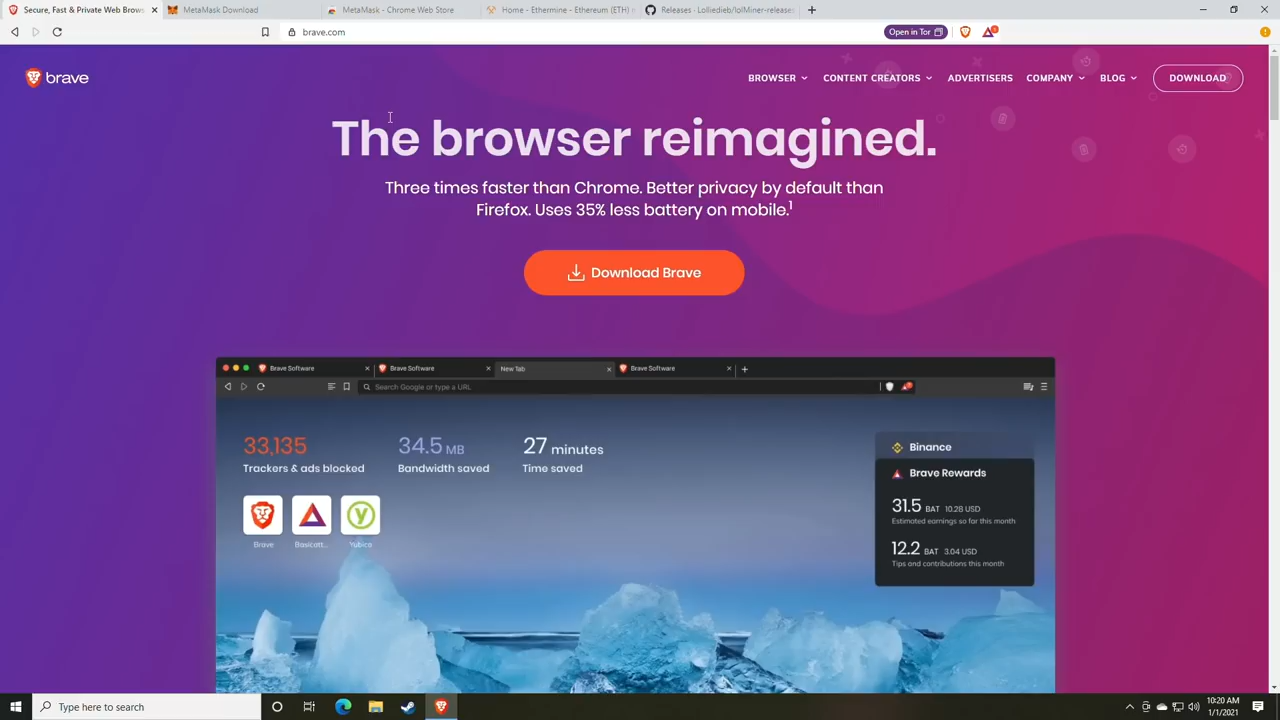 Secure, Fast & Private Web Brows
MetaMask Download
MetaMask - Chrome Web Store
Home - Ethermine - Ethereum (ETH)
Releases · Lolliedieb/lolMiner-releases
brave.com
Open in Tor
brave
BROWSER
CONTENT CREATORS
ADVERTISERS
COMPANY
BLOG
DOWNLOAD
The browser reimagined.
Three times faster than Chrome. Better privacy by default than
Firefox. Uses 35% less battery on mobile.1
Download Brave
Brave Software
Brave Software
New Tab
Brave Software
Search Google or type a URL
33,135
Trackers & ads blocked
34.5 MB
Bandwidth saved
27 minutes
Time saved
Brave
Basicatt...
Yubico
Binance
Brave Rewards
31.5 BAT 10.28 USD
Estimated earnings so far this month
12.2 BAT 3.04 USD
Tips and contributions this month
Type here to search
10:20 AM
1/1/2021